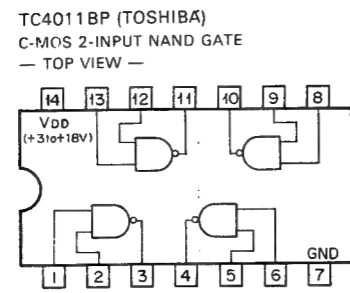 TC4011BP (TOSHIBA)
C-MOS 2-INPUT NAND GATE
— TOP VIEW —
14 13 12 11 10 9 8
VDD
(+3to+18V)
GND
1 2 3 4 5 6 7